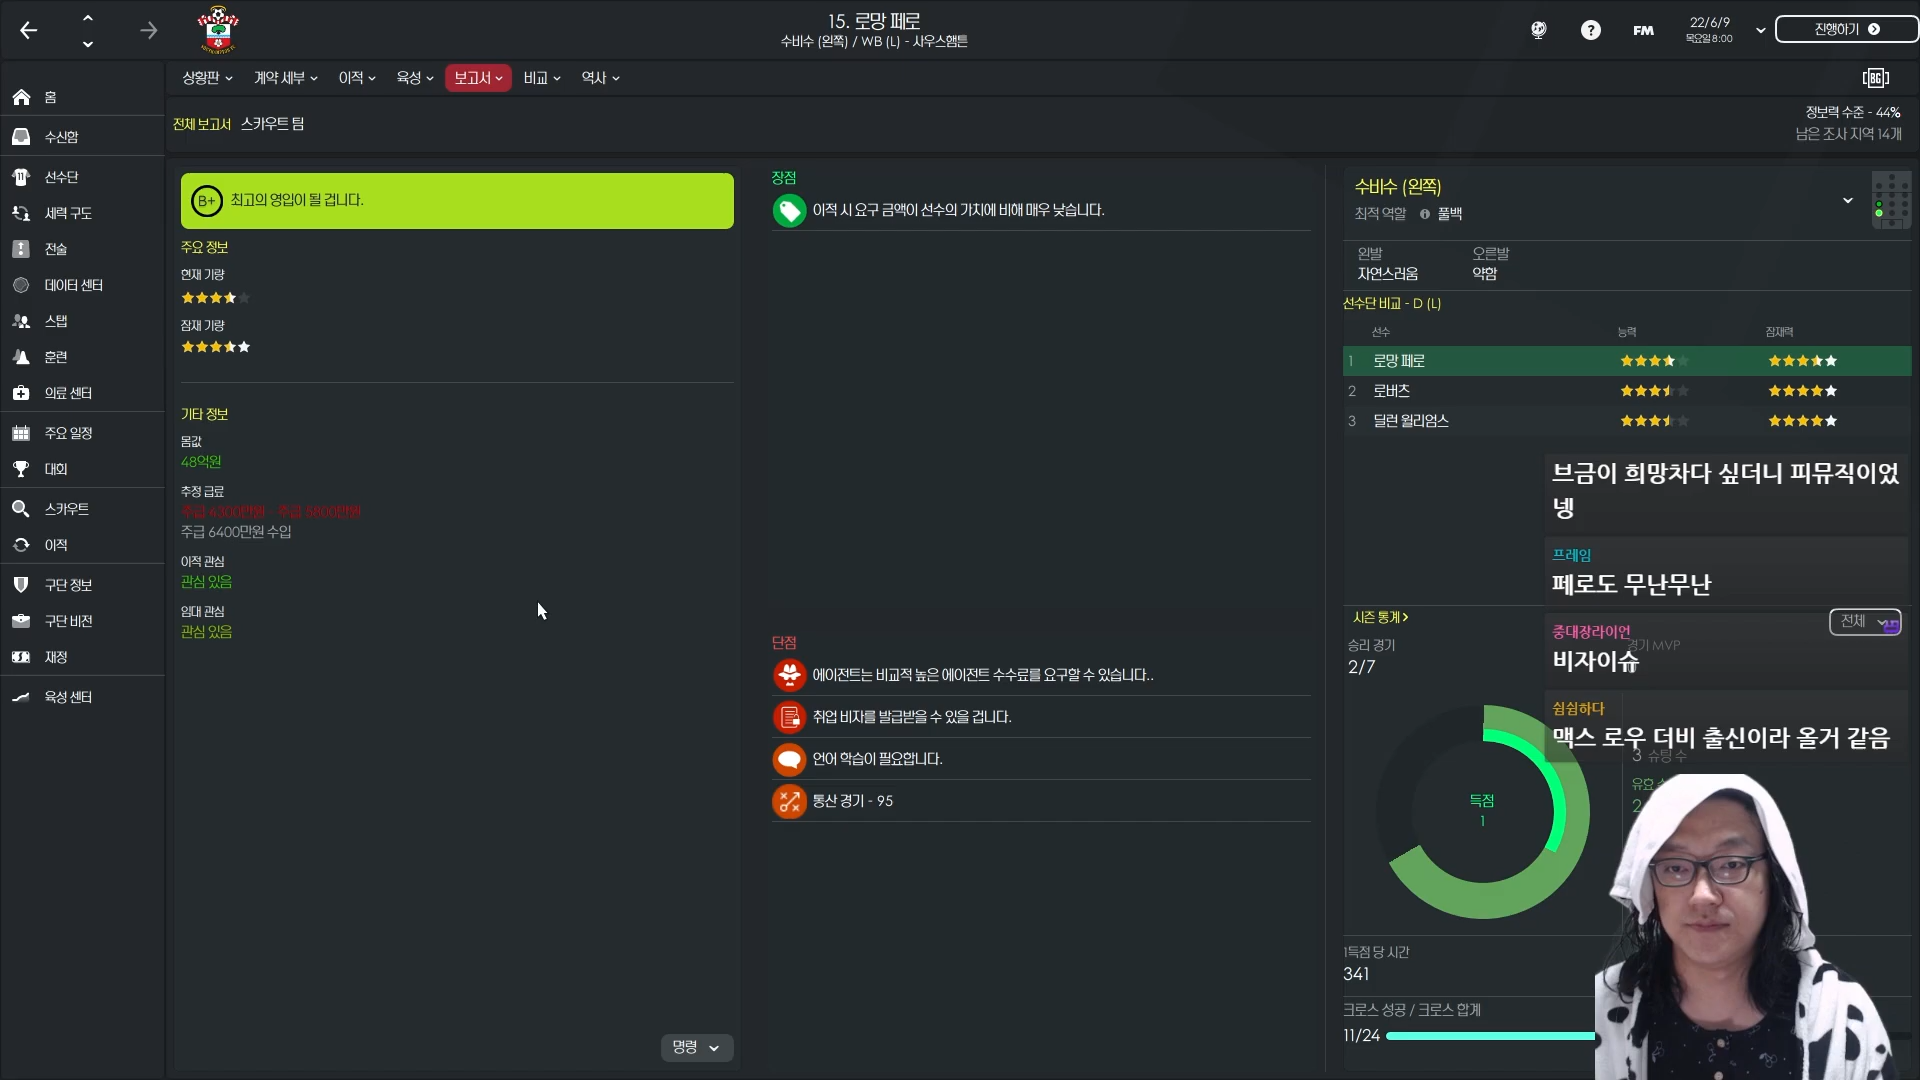 15. 로망 페로
수비수 (왼쪽) / WB (L) - 사우스햄튼
FM
22/6/9
목요일 8:00
진행하기
상황판
계약 세부
이적
육성
보고서
비교
역사
BG
전체 보고서
스카우트 팀
정보력 수준 - 44%
남은 조사 지역 14개
홈
수신함
선수단
세력 구도
전술
데이터 센터
스탭
훈련
의료 센터
주요 일정
대회
스카우트
이적
구단 정보
구단 비전
재정
육성 센터
B+
최고의 영입이 될 겁니다.
주요 정보
현재 기량
잠재 기량
기타 정보
몸값
48억원
추정 급료
주급 6400만원 수입
이적 관심
관심 있음
임대 관심
관심 있음
명령
장점
이적 시 요구 금액이 선수의 가치에 비해 매우 낮습니다.
단점
에이전트는 비교적 높은 에이전트 수수료를 요구할 수 있습니다..
취업 비자를 발급받을 수 있을 겁니다.
언어 학습이 필요합니다.
통산 경기 - 95
수비수 (왼쪽)
최적 역할
풀백
왼발
오른발
자연스러움
약함
선수단 비교 - D (L)
선수
능력
잠재력
1 로망 페로
2 로버츠
3 딜런 윌리엄스
브금이 희망차다 싶더니 피뮤직이었
넹
프레임
페로도 무난무난
시즌 통계
전체
승리 경기
2/7
경기 MVP
중대장라이언
비자이슈
쉼쉼하다
맥스 로우 더비 출신이라 올거 같음
3 슈팅 수
득점
1
1득점 당 시간
341
크로스 성공 / 크로스 합계
11/24